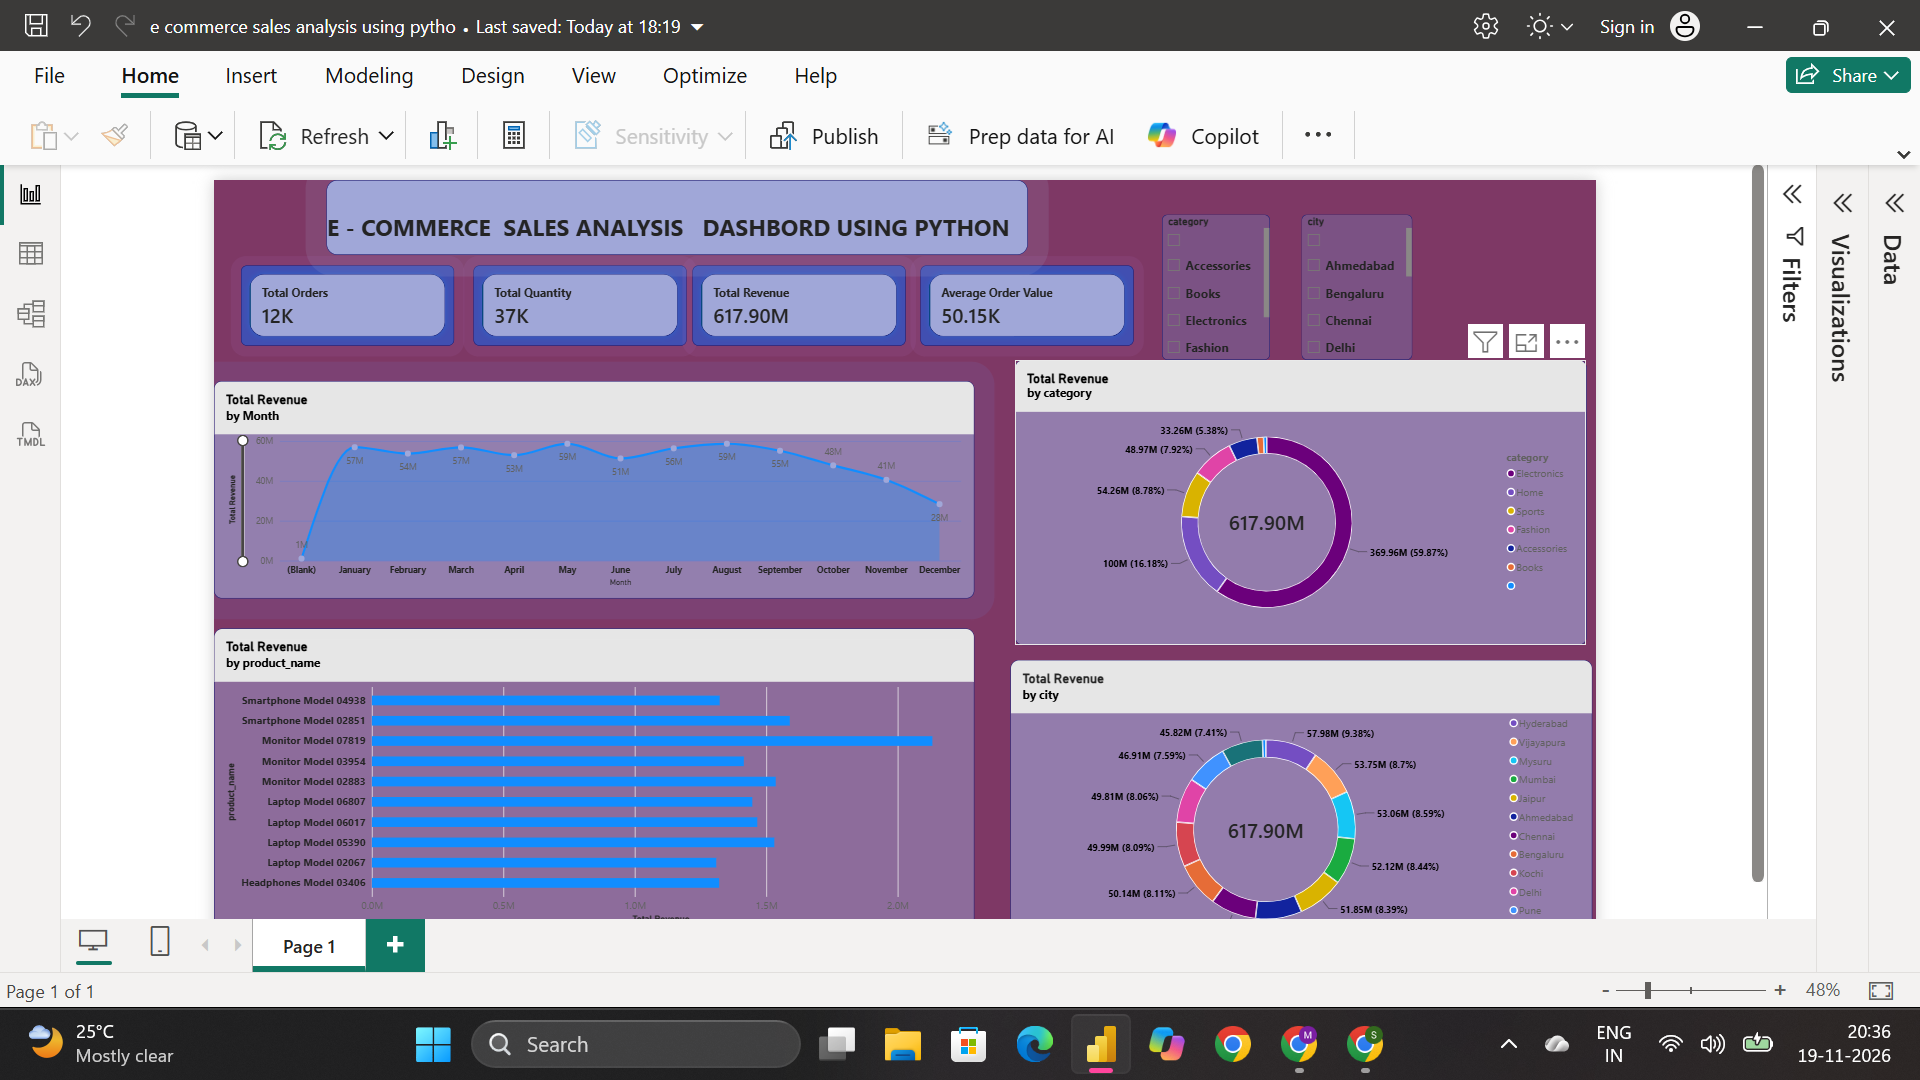 e commerce sales analysis using pytho • Last saved: Today at 18:19
Sign in
File Home Insert Modeling Design View Optimize Help
Share
Refresh Sensitivity Publish Prep data for AI Copilot
E - COMMERCE SALES ANALYSIS DASHBORD USING PYTHON
Total Orders
12K
Total Quantity
37K
Total Revenue
617.90M
Average Order Value
50.15K
category
Accessories
Books
Electronics
Fashion
city
Ahmedabad
Bengaluru
Chennai
Delhi
Filters
Visualizations
Data
DAX
TMDL
Total Revenue
by Month
Total Revenue
60M
40M
20M
0M
1M
57M
54M
57M
53M
59M
51M
56M
59M
55M
48M
41M
28M
(Blank) January February March April May June July August September October November December
Month
Total Revenue
by category
33.26M (5.38%)
48.97M (7.92%)
54.26M (8.78%)
100M (16.18%)
369.96M (59.87%)
617.90M
category
Electronics
Home
Sports
Fashion
Accessories
Books
Total Revenue
by product_name
product_name
Smartphone Model 04938
Smartphone Model 02851
Monitor Model 07819
Monitor Model 03954
Monitor Model 02883
Laptop Model 06807
Laptop Model 06017
Laptop Model 05390
Laptop Model 02067
Headphones Model 03406
0.0M 0.5M 1.0M 1.5M 2.0M
Total Revenue
Total Revenue
by city
45.82M (7.41%)
46.91M (7.59%)
49.81M (8.06%)
49.99M (8.09%)
50.14M (8.11%)
57.98M (9.38%)
53.75M (8.7%)
53.06M (8.59%)
52.12M (8.44%)
51.85M (8.39%)
617.90M
Hyderabad
Vijayapura
Mysuru
Mumbai
Jaipur
Ahmedabad
Chennai
Bengaluru
Kochi
Delhi
Pune
Page 1
Page 1 of 1
48%
25°C
Mostly clear
Search
M
S
ENG
IN
20:36
19-11-2026